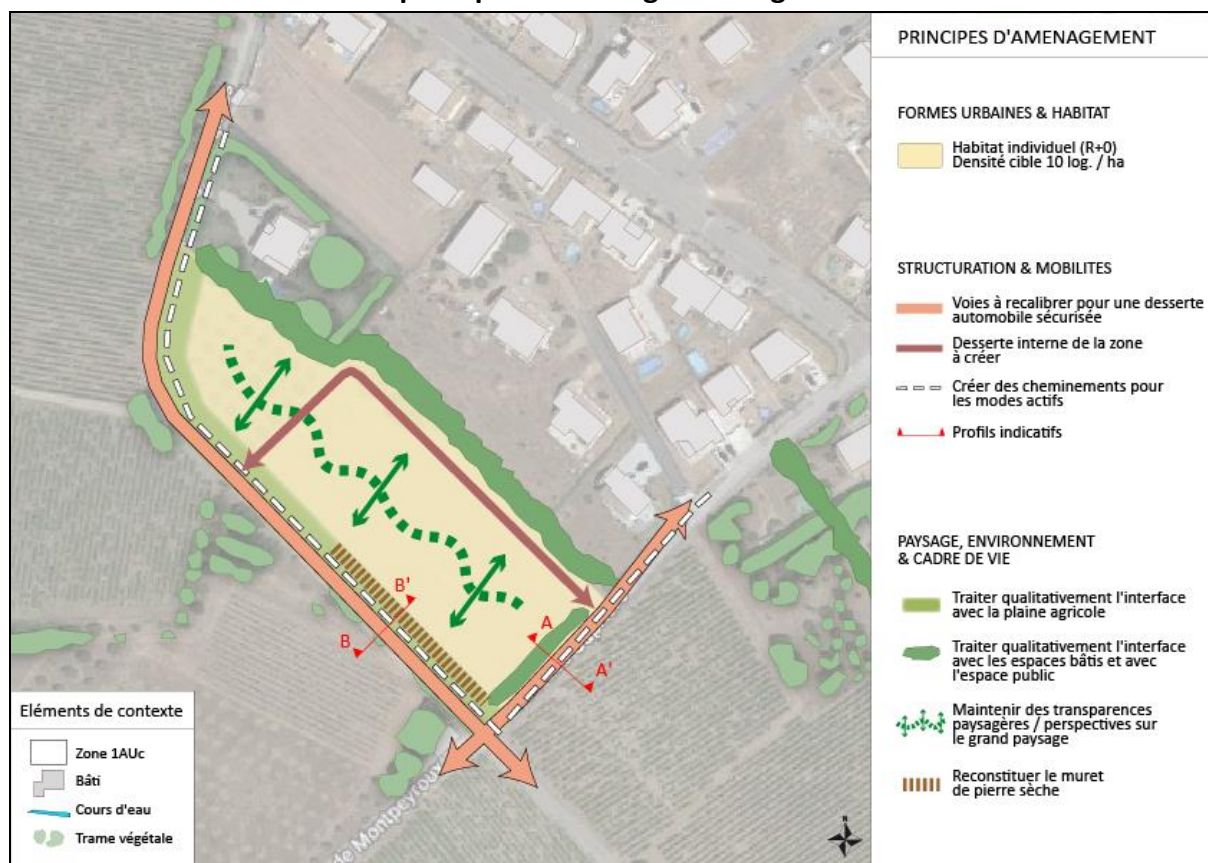 PRINCIPES D'AMENAGEMENT
FORMES URBAINES & HABITAT
Habitat individuel (R+0)
Densité cible 10 log. / ha
STRUCTURATION & MOBILITES
Voies à recalibrer pour une desserte
automobile sécurisée
Desserte interne de la zone
à créer
Créer des cheminements pour
les modes actifs
Profils indicatifs
PAYSAGE, ENVIRONNEMENT
& CADRE DE VIE
Traiter qualitativement l'interface
avec la plaine agricole
Traiter qualitativement l'interface
avec les espaces bâtis et avec
l'espace public
Maintenir des transparences
paysagères / perspectives sur
le grand paysage
Reconstituer le muret
de pierre sèche
B'
B
A
A'
de Montpeyroux
Eléments de contexte
Zone 1AUc
Bâti
Cours d'eau
Trame végétale
N